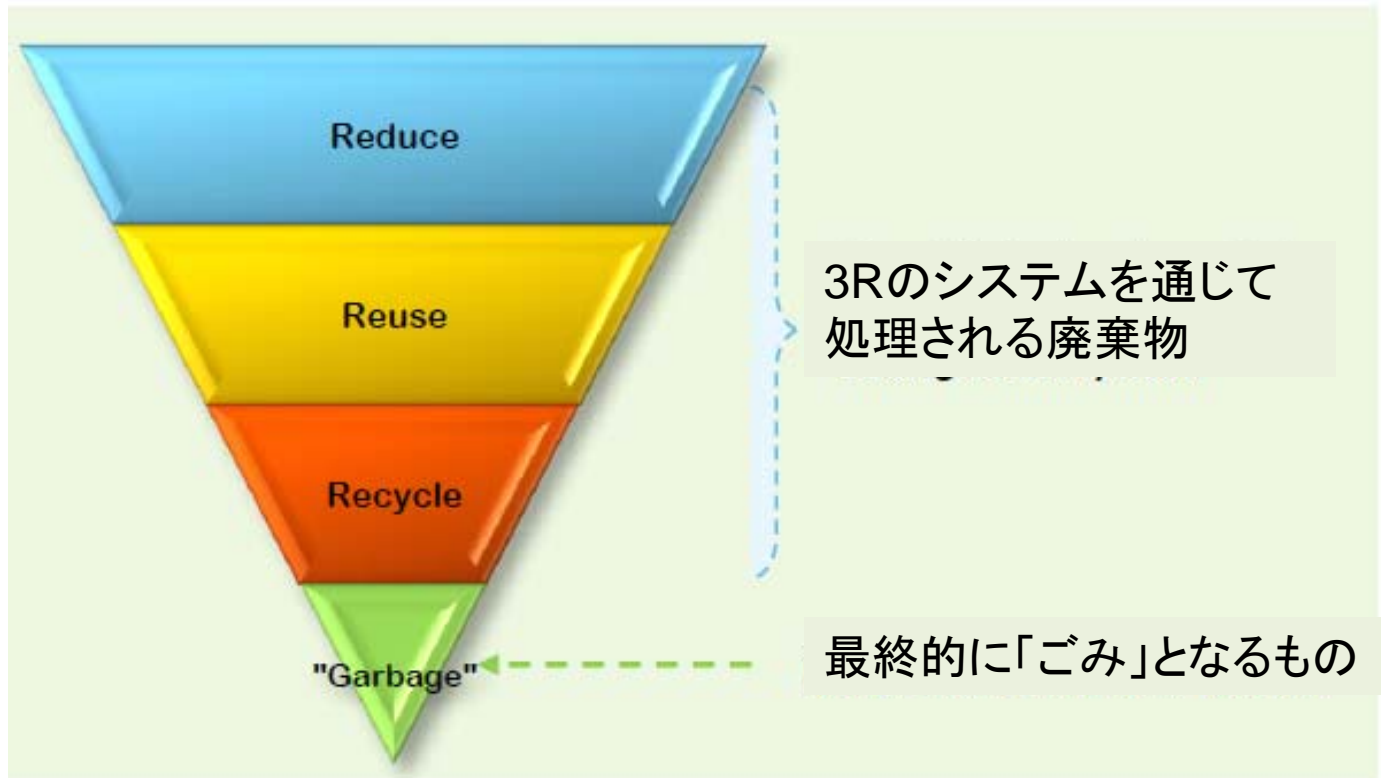 Reduce
Reuse
Recycle
"Garbage"
3Rのシステムを通じて
処理される廃棄物
最終的に「ごみ」となるもの